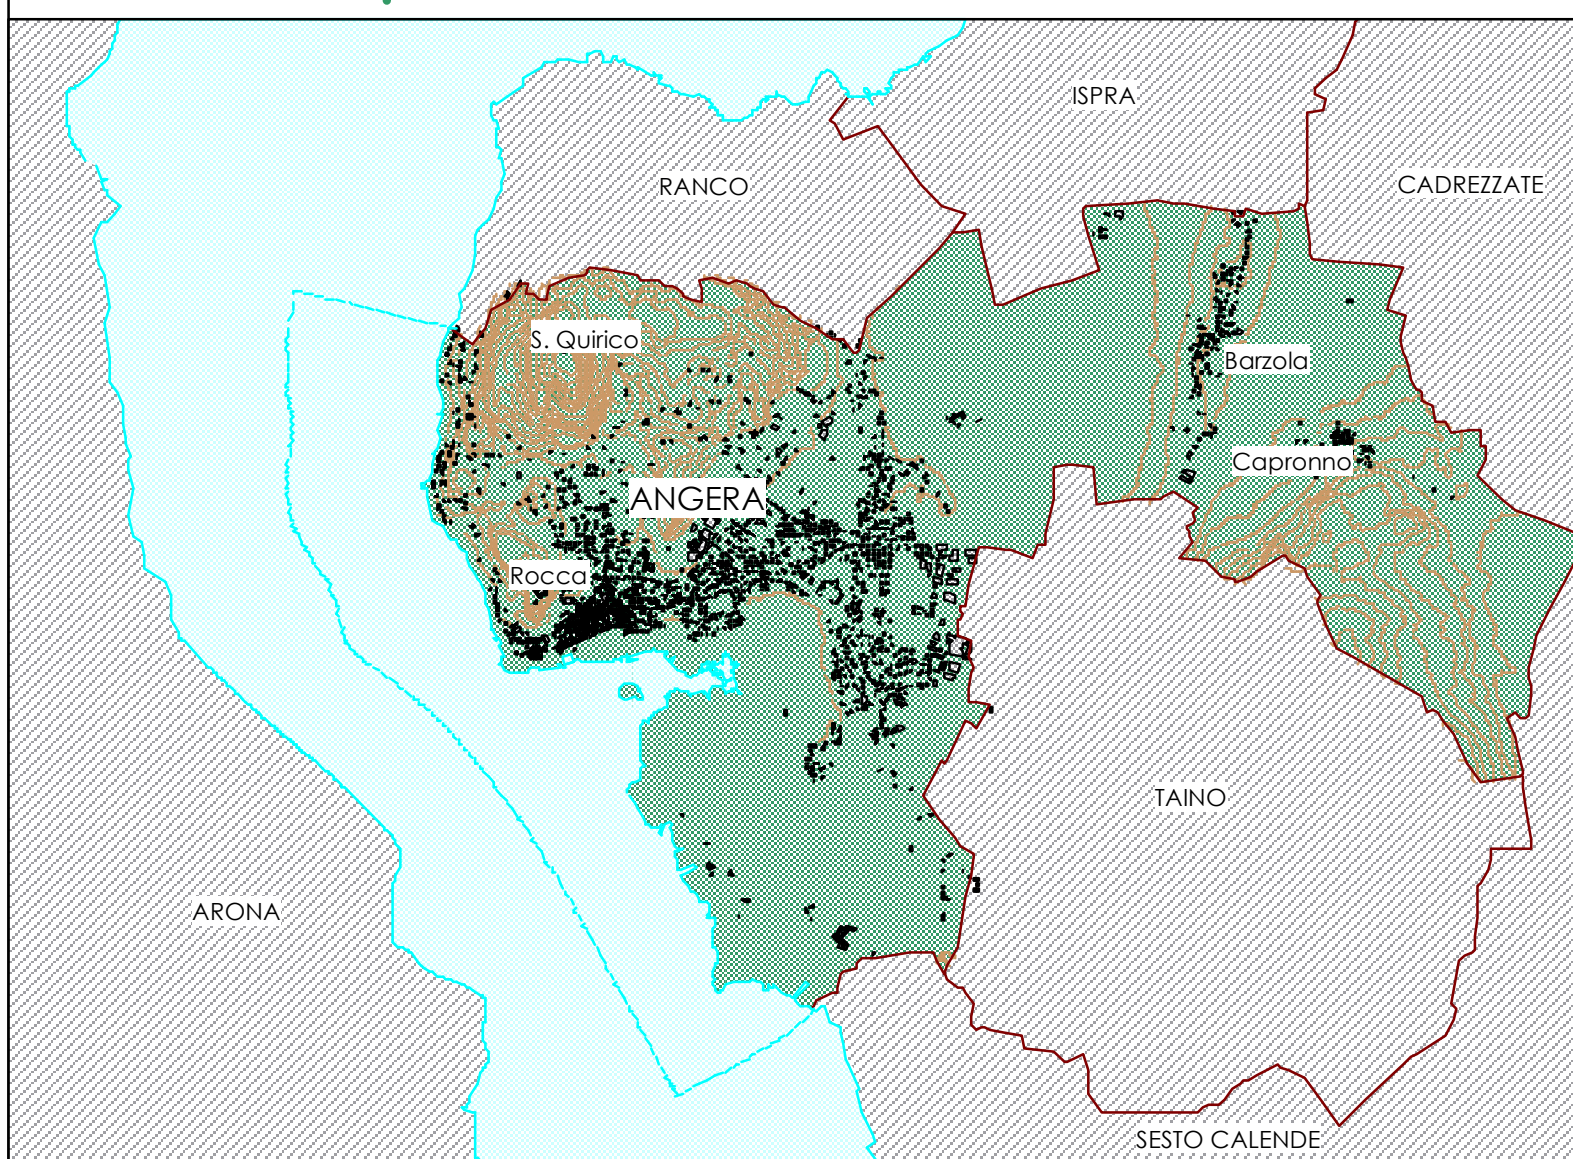 ISPRA
RANCO
CADREZZATE
S. Quirico
Barzola
Capronno
ANGERA
Rocca
TAINO
ARONA
SESTO CALENDE